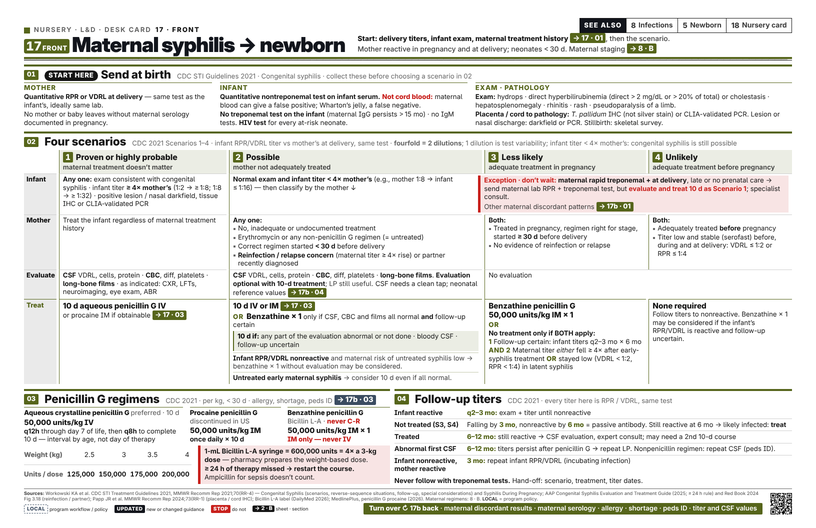 NURSERY · L&D · DESK CARD 17 · FRONT
17 FRONT Maternal syphilis → newborn
SEE ALSO 8 Infections 5 Newborn 18 Nursery card
Start: delivery titers, infant exam, maternal treatment history → 17 · 01, then the scenario.
Mother reactive in pregnancy and at delivery; neonates < 30 d. Maternal staging → 8 · B
01 START HERE Send at birth CDC STI Guidelines 2021 · Congenital syphilis · collect these before choosing a scenario in 02
MOTHER
Quantitative RPR or VDRL at delivery — same test as the
infant's, ideally same lab.
No mother or baby leaves without maternal serology
documented in pregnancy.
INFANT
Quantitative nontreponemal test on infant serum. Not cord blood: maternal
blood can give a false positive; Wharton's jelly, a false negative.
No treponemal test on the infant (maternal IgG persists > 15 mo) · no IgM
tests. HIV test for every at-risk neonate.
EXAM · PATHOLOGY
Exam: hydrops · direct hyperbilirubinemia (direct > 2 mg/dL or > 20% of total) or cholestasis ·
hepatosplenomegaly · rhinitis · rash · pseudoparalysis of a limb.
Placenta / cord to pathology: T. pallidum IHC (not silver stain) or CLIA-validated PCR. Lesion or
nasal discharge: darkfield or PCR. Stillbirth: skeletal survey.
02 Four scenarios CDC 2021 Scenarios 1–4 · infant RPR/VDRL titer vs mother's at delivery, same test · fourfold = 2 dilutions; 1 dilution is test variability; infant titer < 4× mother's: congenital syphilis is still possible
1 Proven or highly probable
maternal treatment doesn't matter
2 Possible
mother not adequately treated
3 Less likely
adequate treatment in pregnancy
4 Unlikely
adequate treatment before pregnancy
Infant
Any one: exam consistent with congenital
syphilis · infant titer ≥ 4× mother's (1:2 → ≥ 1:8; 1:8
→ ≥ 1:32) · positive lesion / nasal darkfield, tissue
IHC or CLIA-validated PCR
Normal exam and infant titer < 4× mother's (e.g., mother 1:8 → infant
≤ 1:16) — then classify by the mother ↓
Exception · don't wait: maternal rapid treponemal + at delivery, late or no prenatal care →
send maternal lab RPR + treponemal test, but evaluate and treat 10 d as Scenario 1; specialist
consult.
Other maternal discordant patterns → 17b · 01
Mother
Treat the infant regardless of maternal treatment
history
Any one:
• No, inadequate or undocumented treatment
• Erythromycin or any non-penicillin G regimen (= untreated)
• Correct regimen started < 30 d before delivery
• Reinfection / relapse concern (maternal titer ≥ 4× rise) or partner
recently diagnosed
Both:
• Treated in pregnancy, regimen right for stage,
started ≥ 30 d before delivery
• No evidence of reinfection or relapse
Both:
• Adequately treated before pregnancy
• Titer low and stable (serofast) before,
during and at delivery: VDRL ≤ 1:2 or
RPR ≤ 1:4
Evaluate
CSF VDRL, cells, protein · CBC, diff, platelets ·
long-bone films · as indicated: CXR, LFTs,
neuroimaging, eye exam, ABR
CSF VDRL, cells, protein · CBC, diff, platelets · long-bone films. Evaluation
optional with 10-d treatment; LP still useful. CSF needs a clean tap; neonatal
reference values → 17b · 04
No evaluation
Treat
10 d aqueous penicillin G IV
or procaine IM if obtainable → 17 · 03
10 d IV or IM → 17 · 03
OR Benzathine × 1 only if CSF, CBC and films all normal and follow-up
certain
10 d if: any part of the evaluation abnormal or not done · bloody CSF ·
follow-up uncertain
Infant RPR/VDRL nonreactive and maternal risk of untreated syphilis low →
benzathine × 1 without evaluation may be considered.
Untreated early maternal syphilis → consider 10 d even if all normal.
Benzathine penicillin G
50,000 units/kg IM × 1
OR
No treatment only if BOTH apply:
1 Follow-up certain: infant titers q2–3 mo × 6 mo
AND 2 Maternal titer either fell ≥ 4× after early-
syphilis treatment OR stayed low (VDRL < 1:2,
RPR < 1:4) in latent syphilis
None required
Follow titers to nonreactive. Benzathine × 1
may be considered if the infant's
RPR/VDRL is reactive and follow-up
uncertain.
03 Penicillin G regimens CDC 2021 · per kg, < 30 d · allergy, shortage, peds ID → 17b · 03
Aqueous crystalline penicillin G preferred · 10 d
50,000 units/kg IV
q12h through day 7 of life, then q8h to complete
10 d — interval by age, not day of therapy
Procaine penicillin G
discontinued in US
50,000 units/kg IM
once daily × 10 d
Benzathine penicillin G
Bicillin L-A · never C-R
50,000 units/kg IM × 1
IM only — never IV
Weight (kg) 2.5 3 3.5 4
Units / dose 125,000 150,000 175,000 200,000
1-mL Bicillin L-A syringe = 600,000 units = 4× a 3-kg
dose — pharmacy prepares the weight-based dose.
≥ 24 h of therapy missed → restart the course.
Ampicillin for sepsis doesn't count.
04 Follow-up titers CDC 2021 · every titer here is RPR / VDRL, same test
Infant reactive q2–3 mo: exam + titer until nonreactive
Not treated (S3, S4) Falling by 3 mo, nonreactive by 6 mo = passive antibody. Still reactive at 6 mo → likely infected: treat
Treated 6–12 mo: still reactive → CSF evaluation, expert consult; may need a 2nd 10-d course
Abnormal first CSF 6–12 mo: titers persist after penicillin G → repeat LP. Nonpenicillin regimen: repeat CSF (peds ID).
Infant nonreactive,
mother reactive
3 mo: repeat infant RPR/VDRL (incubating infection)
Never follow with treponemal tests. Hand-off: scenario, treatment, titer dates.
LOCAL program workflow / policy UPDATED new or changed guidance STOP do not → 2 · B sheet · section
Turn over ↻ 17b back · maternal discordant results · maternal serology · allergy · shortage · peds ID · titer and CSF values